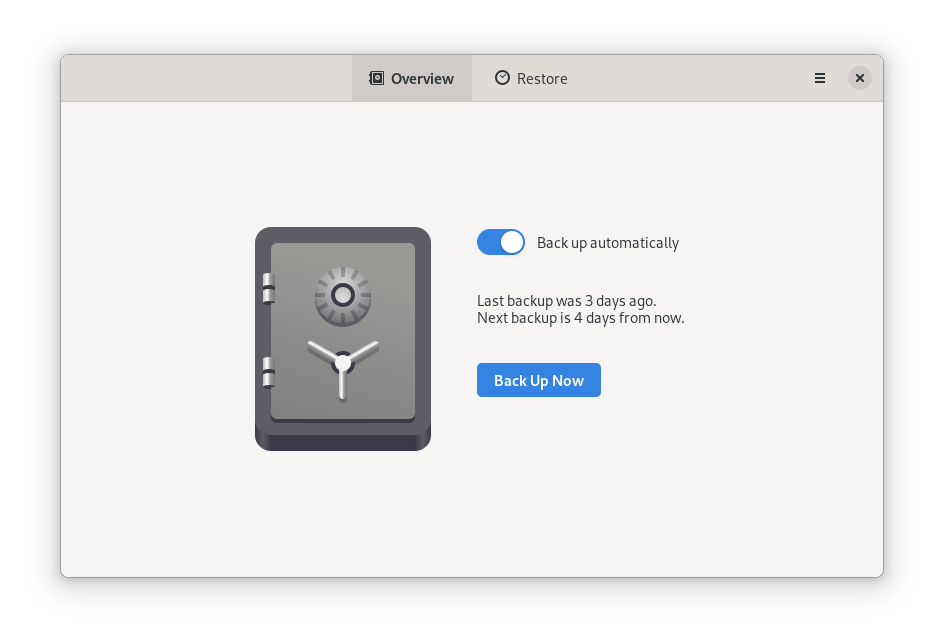 Overview
Restore
Back up automatically
Last backup was 3 days ago.
Next backup is 4 days from now.
Back Up Now